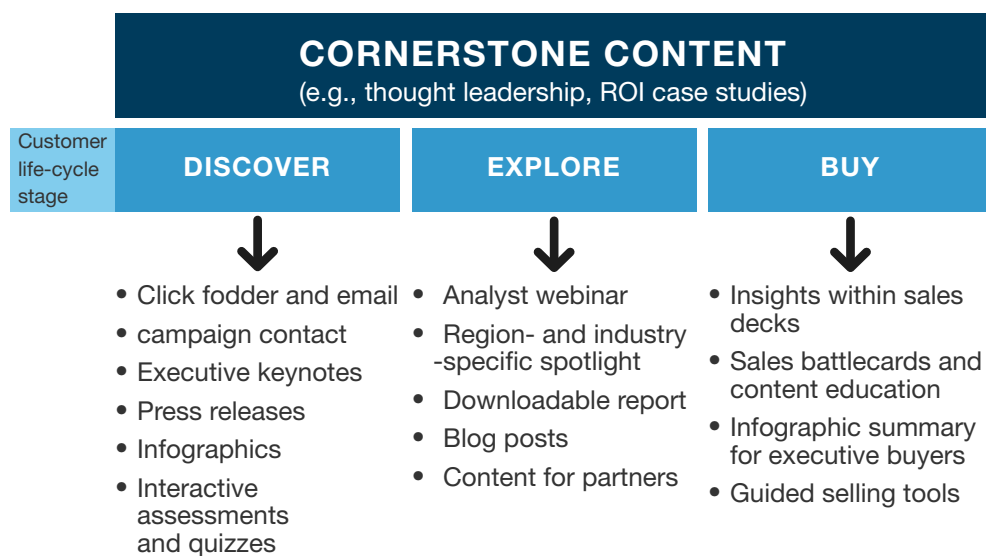 CORNERSTONE CONTENT
(e.g., thought leadership, ROI case studies)
Customer
life-cycle
stage
DISCOVER
EXPLORE
BUY
• Click fodder and email
• campaign contact
• Executive keynotes
• Press releases
• Infographics
• Interactive
assessments
and quizzes
• Analyst webinar
• Region- and industry
-specific spotlight
• Downloadable report
• Blog posts
• Content for partners
• Insights within sales
decks
• Sales battlecards and
content education
• Infographic summary
for executive buyers
• Guided selling tools